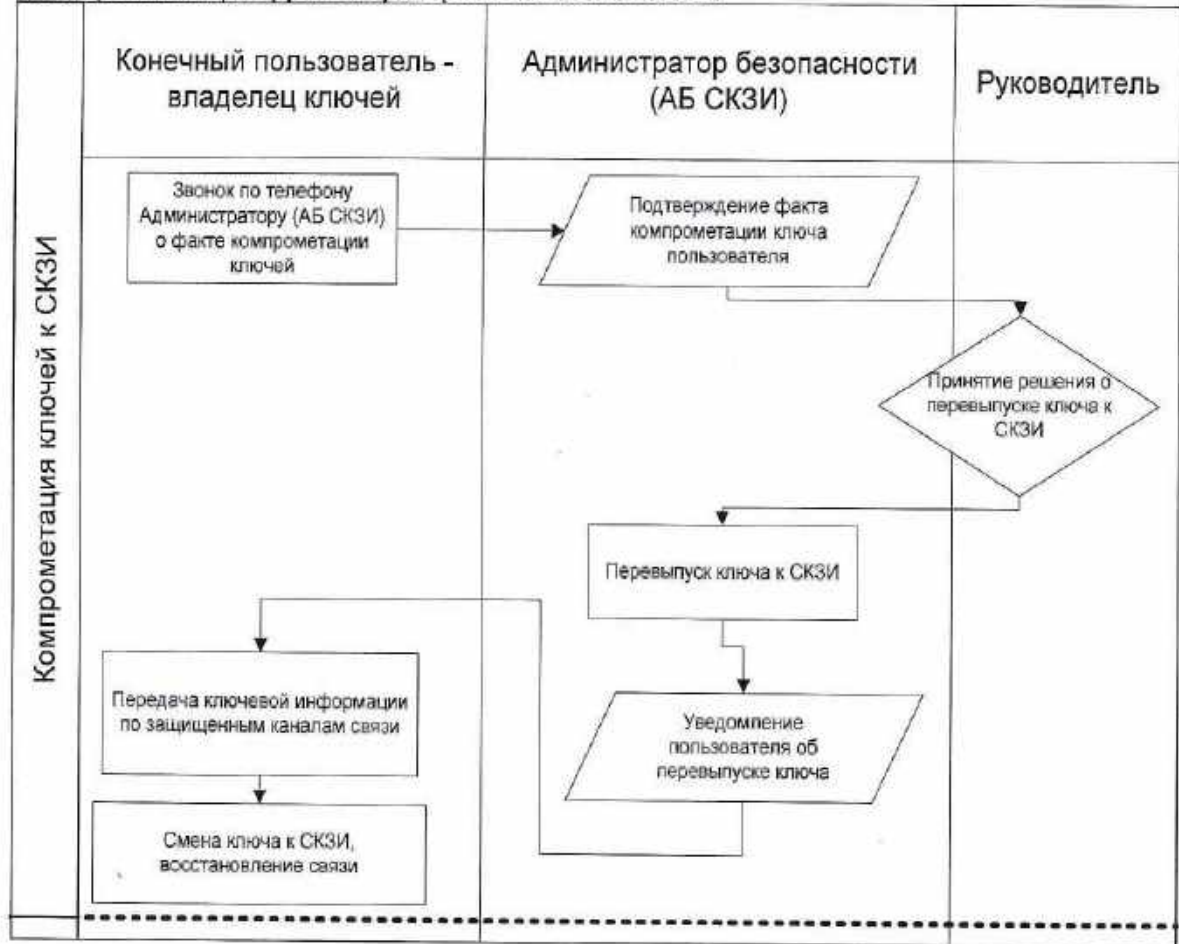 Конечный пользователь -
владелец ключей
Администратор безопасности
(АБ СКЗИ)
Руководитель
Компрометация ключей к СКЗИ
Звонок по телефону
Администратору (АБ СКЗИ)
о факте компрометации
ключей
Подтверждение факта
компрометации ключа
пользователя
Принятие решения о
перевыпуске ключа к
СКЗИ
Перевыпуск ключа к СКЗИ
Передача ключевой информации
по защищенным каналам связи
Уведомление
пользователя об
перевыпуске ключа
Смена ключа к СКЗИ,
восстановление связи